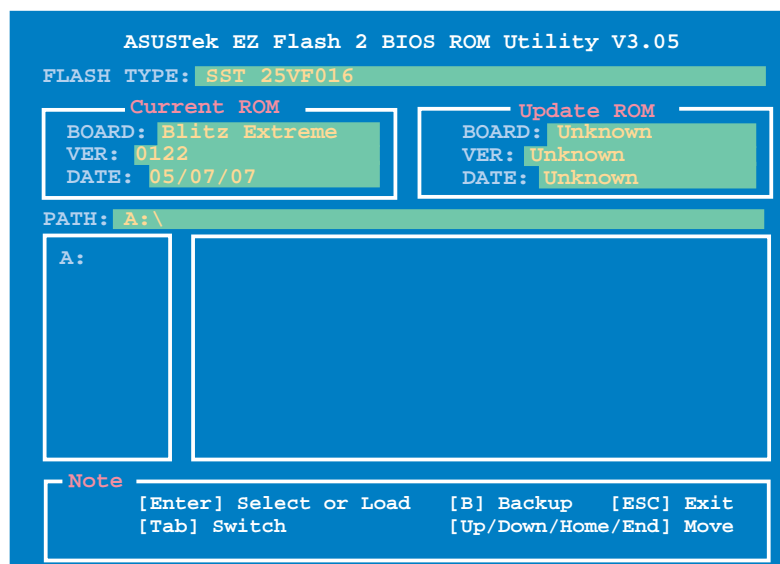 ASUSTek EZ Flash 2 BIOS ROM Utility V3.05
FLASH TYPE: SST 25VF016
Current ROM
BOARD: Blitz Extreme
VER: 0122
DATE: 05/07/07
Update ROM
BOARD: Unknown
VER: Unknown
DATE: Unknown
PATH: A:\
A:
Note
[Enter] Select or Load [B] Backup [ESC] Exit
[Tab] Switch [Up/Down/Home/End] Move